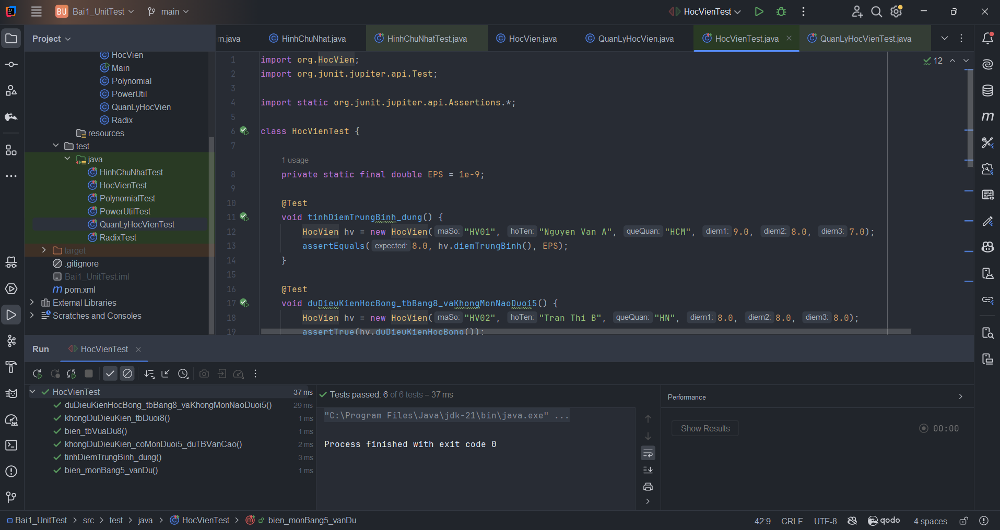 BU Bai1_UnitTest main HocVienTest
Project
m.java HinhChuNhat.java HinhChuNhatTest.java HocVien.java QuanLyHocVien.java HocVienTest.java QuanLyHocVienTest.java
HocVien
Main
Polynomial
PowerUtil
QuanLyHocVien
Radix
resources
test
java
HinhChuNhatTest
HocVienTest
PolynomialTest
PowerUtilTest
QuanLyHocVienTest
RadixTest
target
.gitignore
Bai1_UnitTest.iml
pom.xml
External Libraries
Scratches and Consoles
12
1 import org.HocVien;
2 import org.junit.jupiter.api.Test;
3
4 import static org.junit.jupiter.api.Assertions.*;
5
6 class HocVienTest {
7
1 usage
8 private static final double EPS = 1e-9;
9
10 @Test
11 void tinhDiemTrungBinh_dung() {
12 HocVien hv = new HocVien( maSo: "HV01", hoTen: "Nguyen Van A", queQuan: "HCM", diem1: 9.0, diem2: 8.0, diem3: 7.0);
13 assertEquals( expected: 8.0, hv.diemTrungBinh(), EPS);
14 }
15
16 @Test
17 void duDieuKienHocBong_tbBang8_vaKhongMonNaoDuoi5() {
18 HocVien hv = new HocVien( maSo: "HV02", hoTen: "Tran Thi B", queQuan: "HN", diem1: 8.0, diem2: 8.0, diem3: 8.0);
19 assertTrue(hv.duDieuKienHocBong());
Run HocVienTest
HocVienTest 37 ms
duDieuKienHocBong_tbBang8_vaKhongMonNaoDuoi5() 29 ms
khongDuDieuKien_tbDuoi8() 1 ms
bien_tbVuaDu8() 1 ms
khongDuDieuKien_coMonDuoi5_duTBVanCao() 2 ms
tinhDiemTrungBinh_dung() 3 ms
bien_monBang5_vanDu() 1 ms
Tests passed: 6 of 6 tests – 37 ms
"C:\Program Files\Java\jdk-21\bin\java.exe" ...
Process finished with exit code 0
Performance
Show Results 00:00
Bai1_UnitTest > src > test > java > HocVienTest > bien_monBang5_vanDu
42:9 CRLF UTF-8 qodo 4 spaces